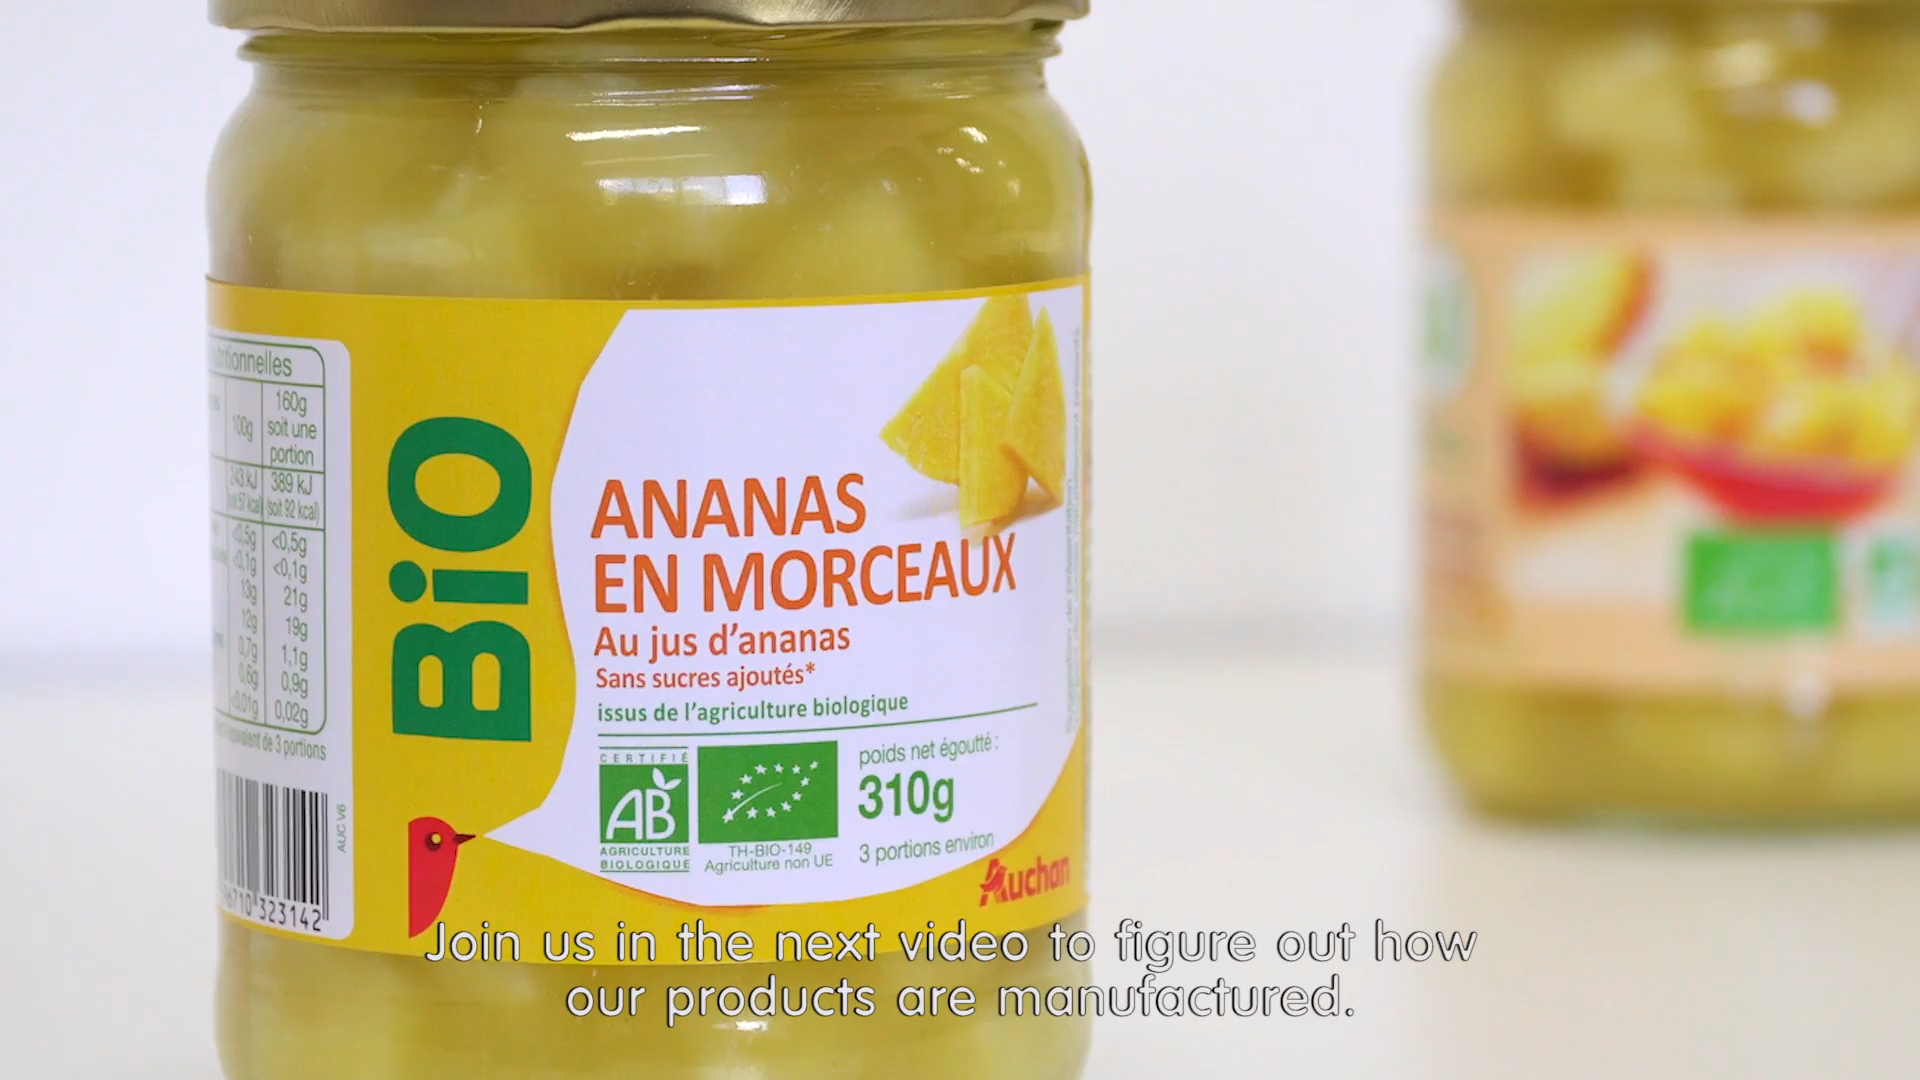 100g
160g
soit une
portion
243 kJ
389 kJ
(soit 92 kcal)
<0,5g
<0,5g
<0,1g
<0,1g
13g
21g
12g
19g
0,7g
1,1g
0,6g
0,9g
<0,01g
0,02g
de 3 portions
323142
AUC V6
BiO
ANANAS
EN MORCEAUX
Au jus d'ananas
Sans sucres ajoutés*
issus de l'agriculture biologique
CERTIFIÉ
AB
AGRICULTURE
BIOLOGIQUE
TH-BIO-149
Agriculture non UE
poids net égoutté :
310g
3 portions environ
Auchan
Join us in the next video to figure out how
our products are manufactured.